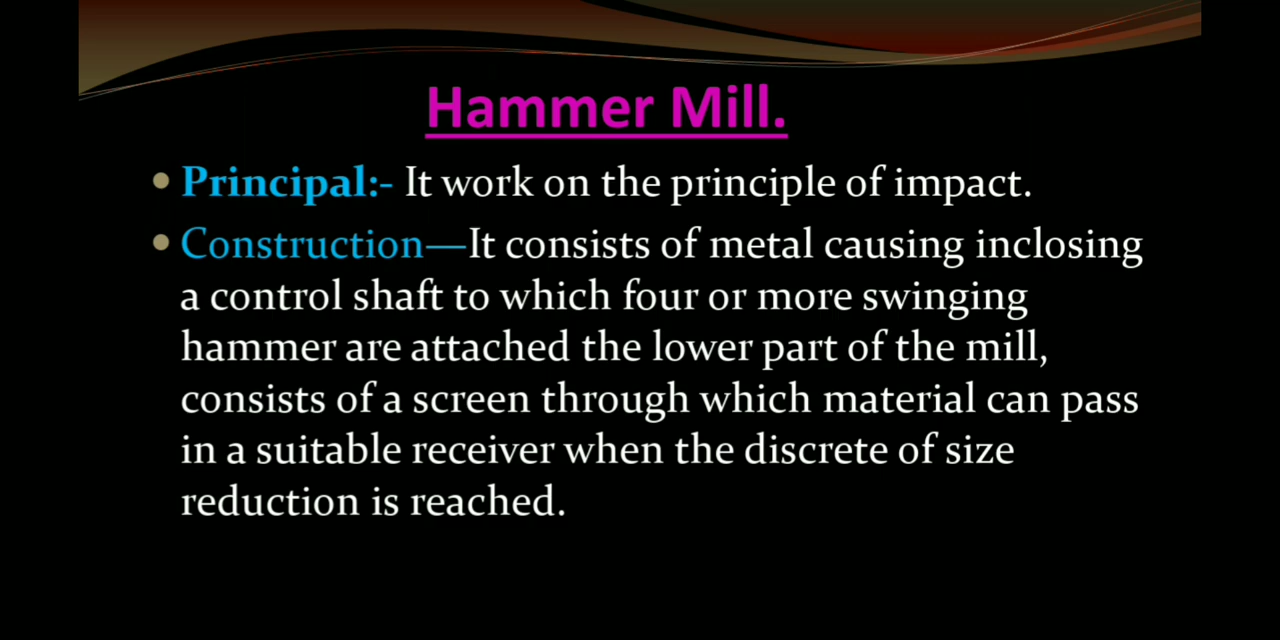 Hammer Mill.
Principal:- It work on the principle of impact.
Construction—It consists of metal causing inclosing
a control shaft to which four or more swinging
hammer are attached the lower part of the mill,
consists of a screen through which material can pass
in a suitable receiver when the discrete of size
reduction is reached.